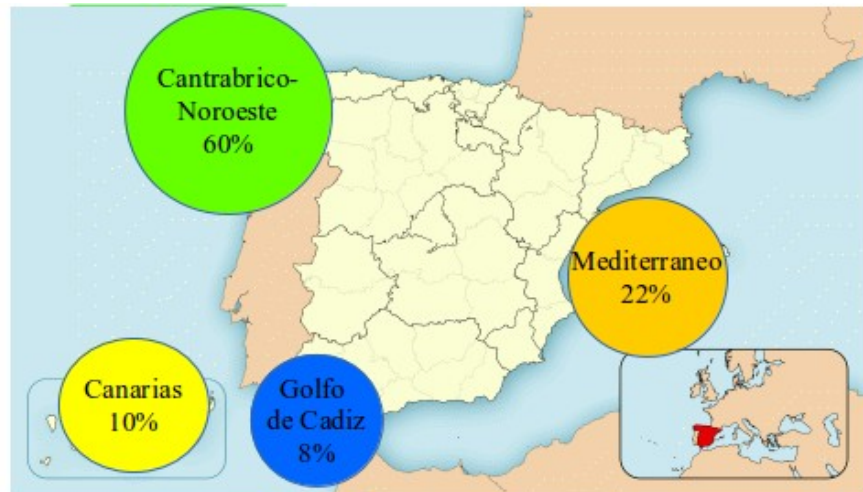 Cantrabrico-
Noroeste
60%
Mediterraneo
22%
Canarias
10%
Golfo
de Cadiz
8%